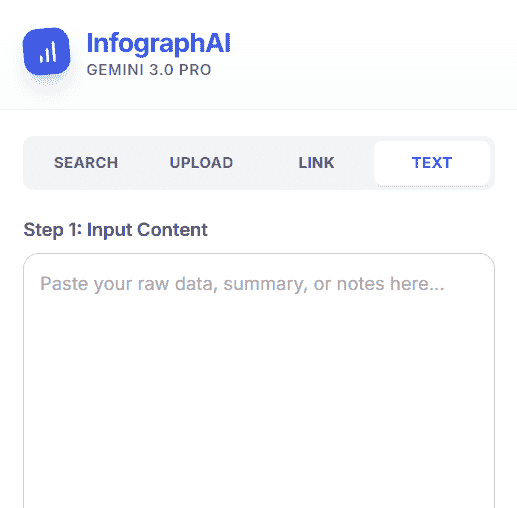 InfographAI
GEMINI 3.0 PRO
SEARCH UPLOAD LINK TEXT
Step 1: Input Content
Paste your raw data, summary, or notes here...